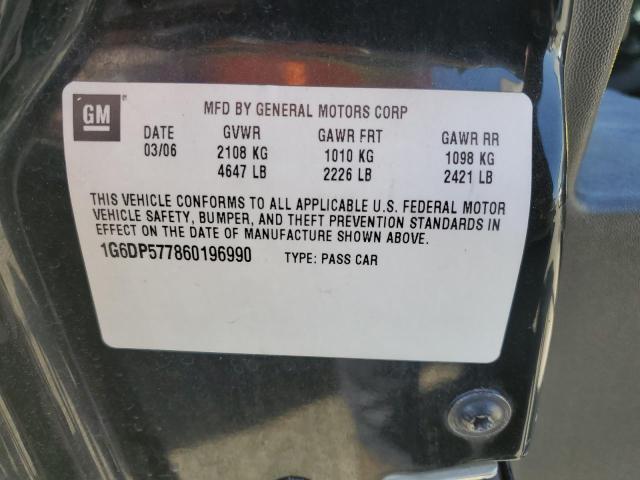 GM
MFD BY GENERAL MOTORS CORP
DATE GVWR GAWR FRT GAWR RR
03/06 2108 KG 1010 KG 1098 KG
4647 LB 2226 LB 2421 LB
THIS VEHICLE CONFORMS TO ALL APPLICABLE U.S. FEDERAL MOTOR
VEHICLE SAFETY, BUMPER, AND THEFT PREVENTION STANDARDS IN
EFFECT ON THE DATE OF MANUFACTURE SHOWN ABOVE.
1G6DP577860196990 TYPE: PASS CAR